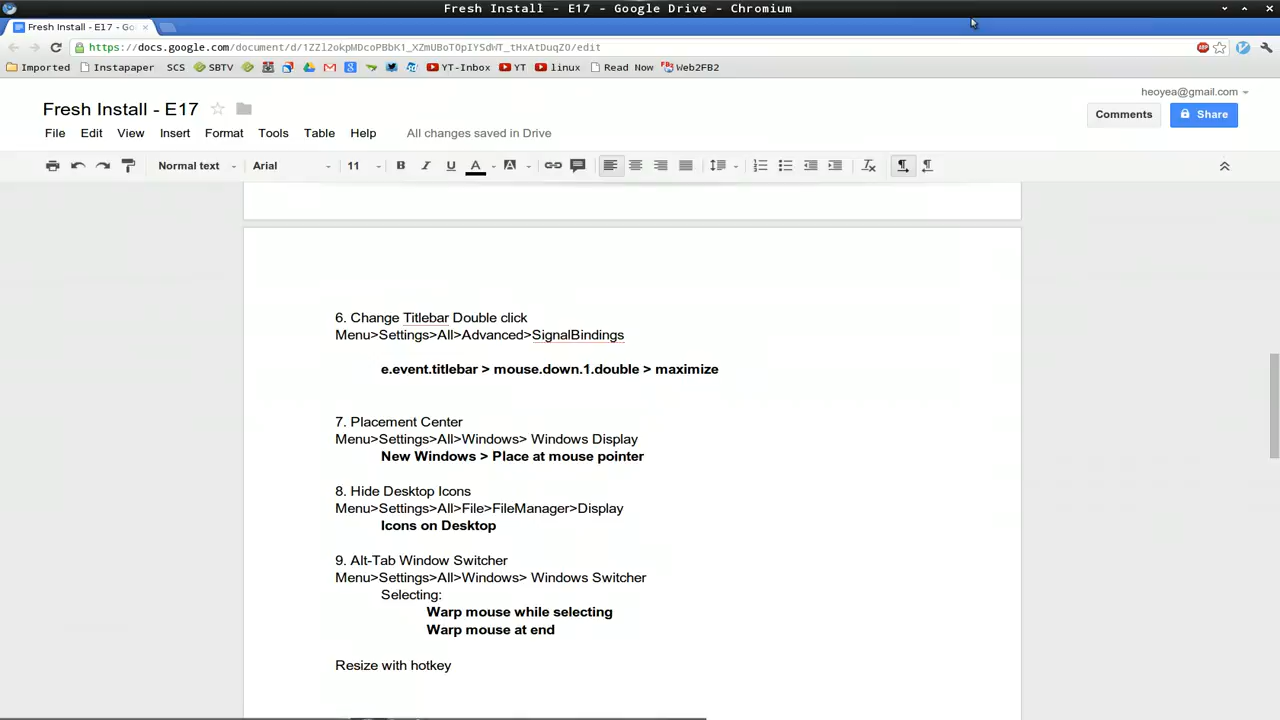 Fresh Install - E17 - Google Drive - Chromium
Fresh Install - E17 - Go
https://docs.google.com/document/d/1ZZl2okpMDcoPBbK1_XZmUBoTOpIYSdWT_tHxAtDuqZ0/edit
Imported Instapaper SCS SBTV YT-Inbox YT linux Read Now Web2FB2
heoyea@gmail.com
Fresh Install - E17
Comments Share
File Edit View Insert Format Tools Table Help All changes saved in Drive
Normal text Arial 11 B I U A A
6. Change Titlebar Double click
Menu>Settings>All>Advanced>SignalBindings
e.event.titlebar > mouse.down.1.double > maximize
7. Placement Center
Menu>Settings>All>Windows> Windows Display
New Windows > Place at mouse pointer
8. Hide Desktop Icons
Menu>Settings>All>File>FileManager>Display
Icons on Desktop
9. Alt-Tab Window Switcher
Menu>Settings>All>Windows> Windows Switcher
Selecting:
Warp mouse while selecting
Warp mouse at end
Resize with hotkey